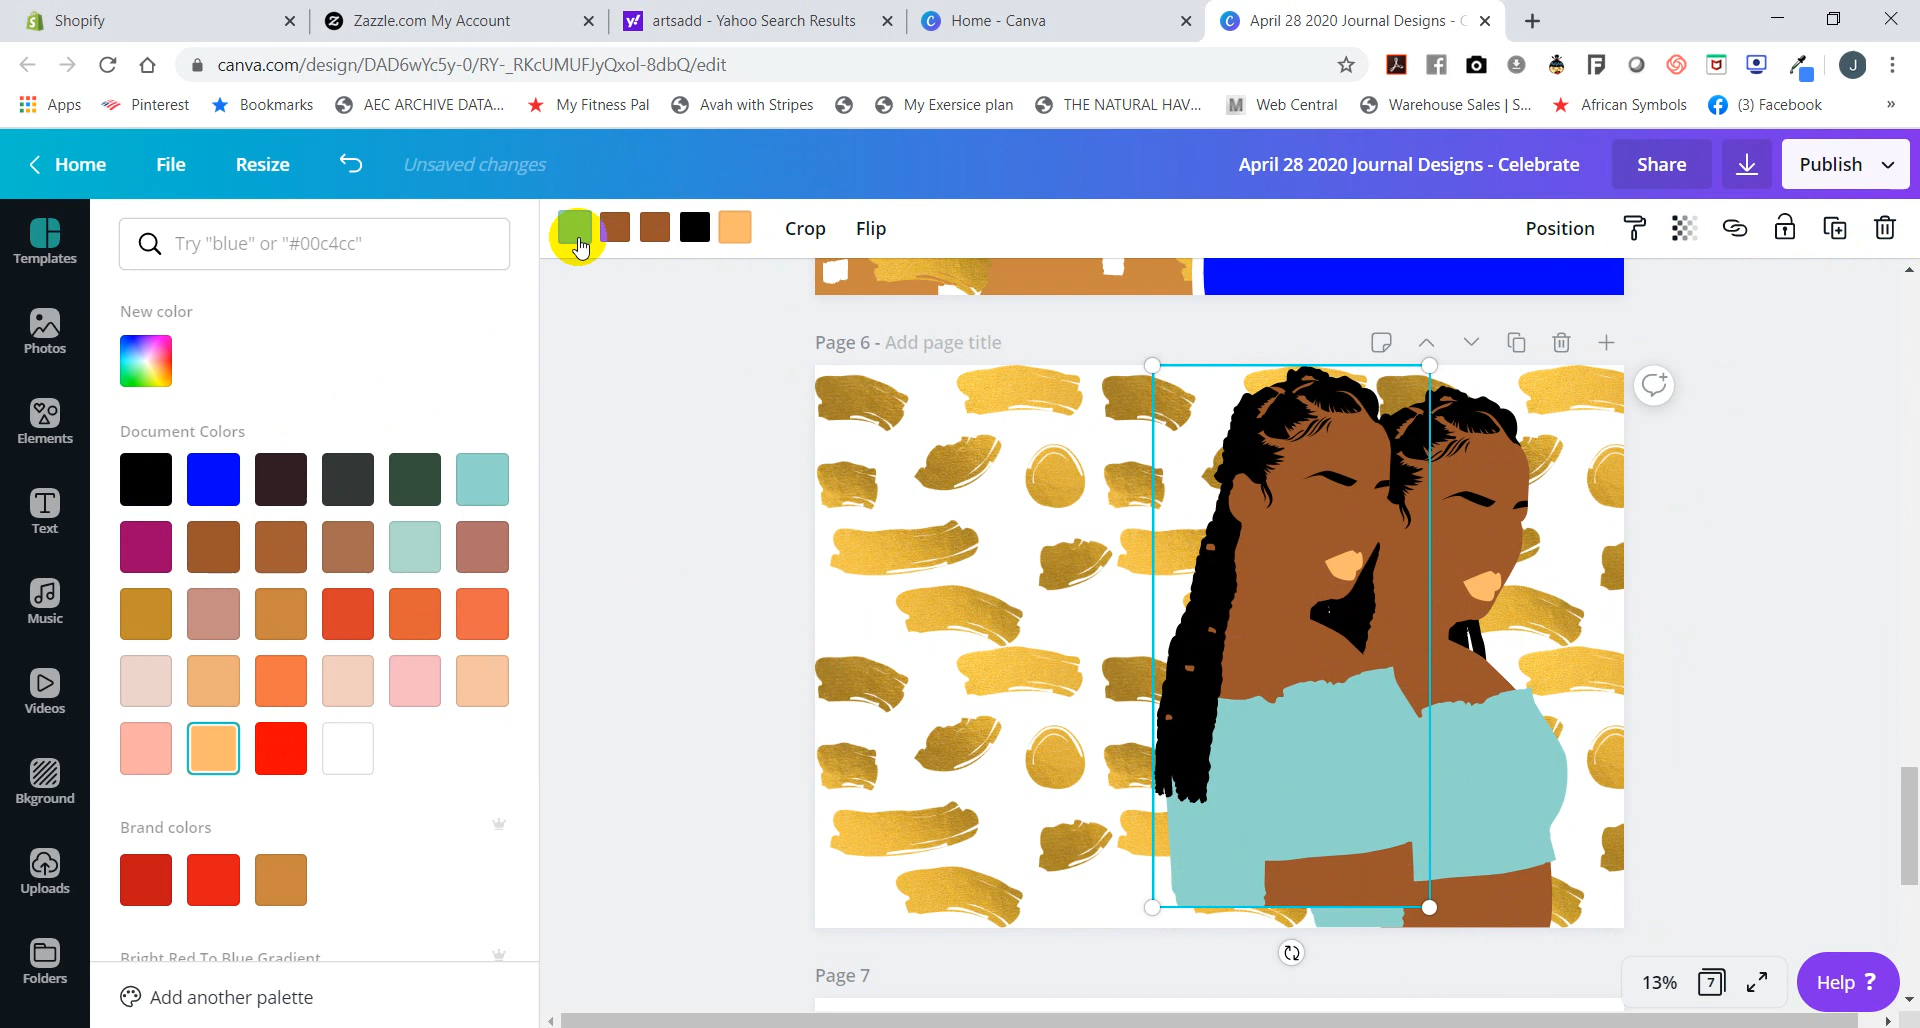 Shopify
Zazzle.com My Account
artsadd - Yahoo Search Results
Home - Canva
April 28 2020 Journal Designs - C
canva.com/design/DAD6wYc5y-0/RY-_RKcUMUFJyQxol-8dbQ/edit
Apps
Pinterest
Bookmarks
AEC ARCHIVE DATA...
My Fitness Pal
Avah with Stripes
My Exersice plan
THE NATURAL HAV...
Web Central
Warehouse Sales | S...
African Symbols
(3) Facebook
Home
File
Resize
Unsaved changes
April 28 2020 Journal Designs - Celebrate
Share
Publish
Templates
Photos
Elements
Text
Music
Videos
Bkground
Uploads
Folders
Try "blue" or "#00c4cc"
New color
Document Colors
Brand colors
Bright Red To Blue Gradient
Add another palette
Crop
Flip
Position
Page 6 - Add page title
Page 7
13%
7
Help ?